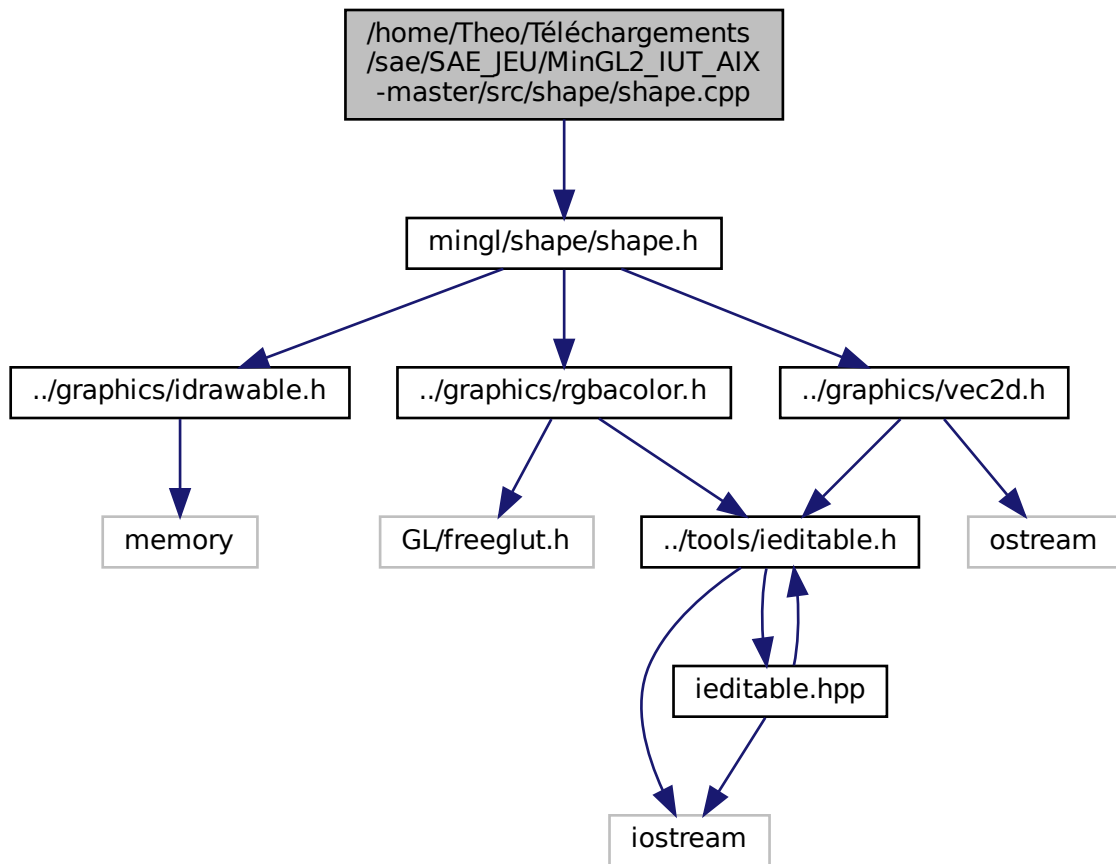 /home/Theo/Téléchargements
/sae/SAE_JEU/MinGL2_IUT_AIX
-master/src/shape/shape.cpp
mingl/shape/shape.h
../graphics/idrawable.h
../graphics/rgbacolor.h
../graphics/vec2d.h
memory
GL/freeglut.h
../tools/ieditable.h
ostream
ieditable.hpp
iostream